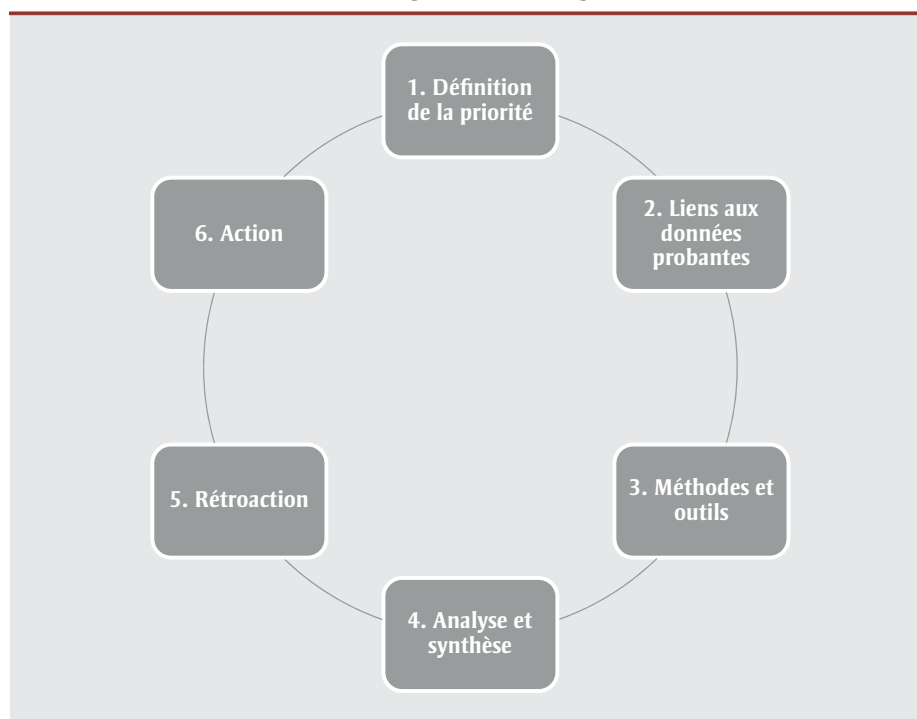 1. Définition
de la priorité
2. Liens aux
données
probantes
3. Méthodes et
outils
4. Analyse et
synthèse
5. Rétroaction
6. Action